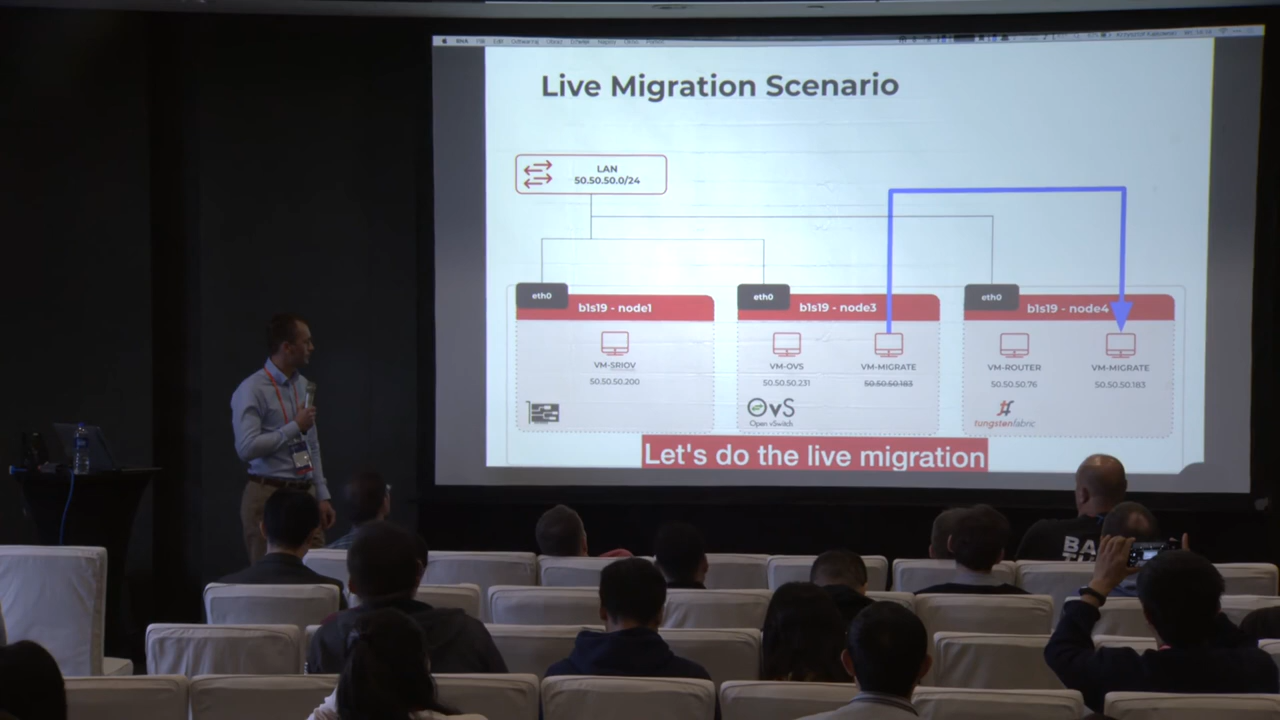 Live Migration Scenario
LAN
50.50.50.0/24
eth0
b1s19 - node1
eth0
b1s19 - node3
eth0
b1s19 - node4
VM-SRIOV
50.50.50.200
VM-OVS
50.50.50.231
VM-MIGRATE
50.50.50.183
VM-ROUTER
50.50.50.76
VM-MIGRATE
50.50.50.183
OvS
Open vSwitch
tungstenfabric
Let's do the live migration
BA